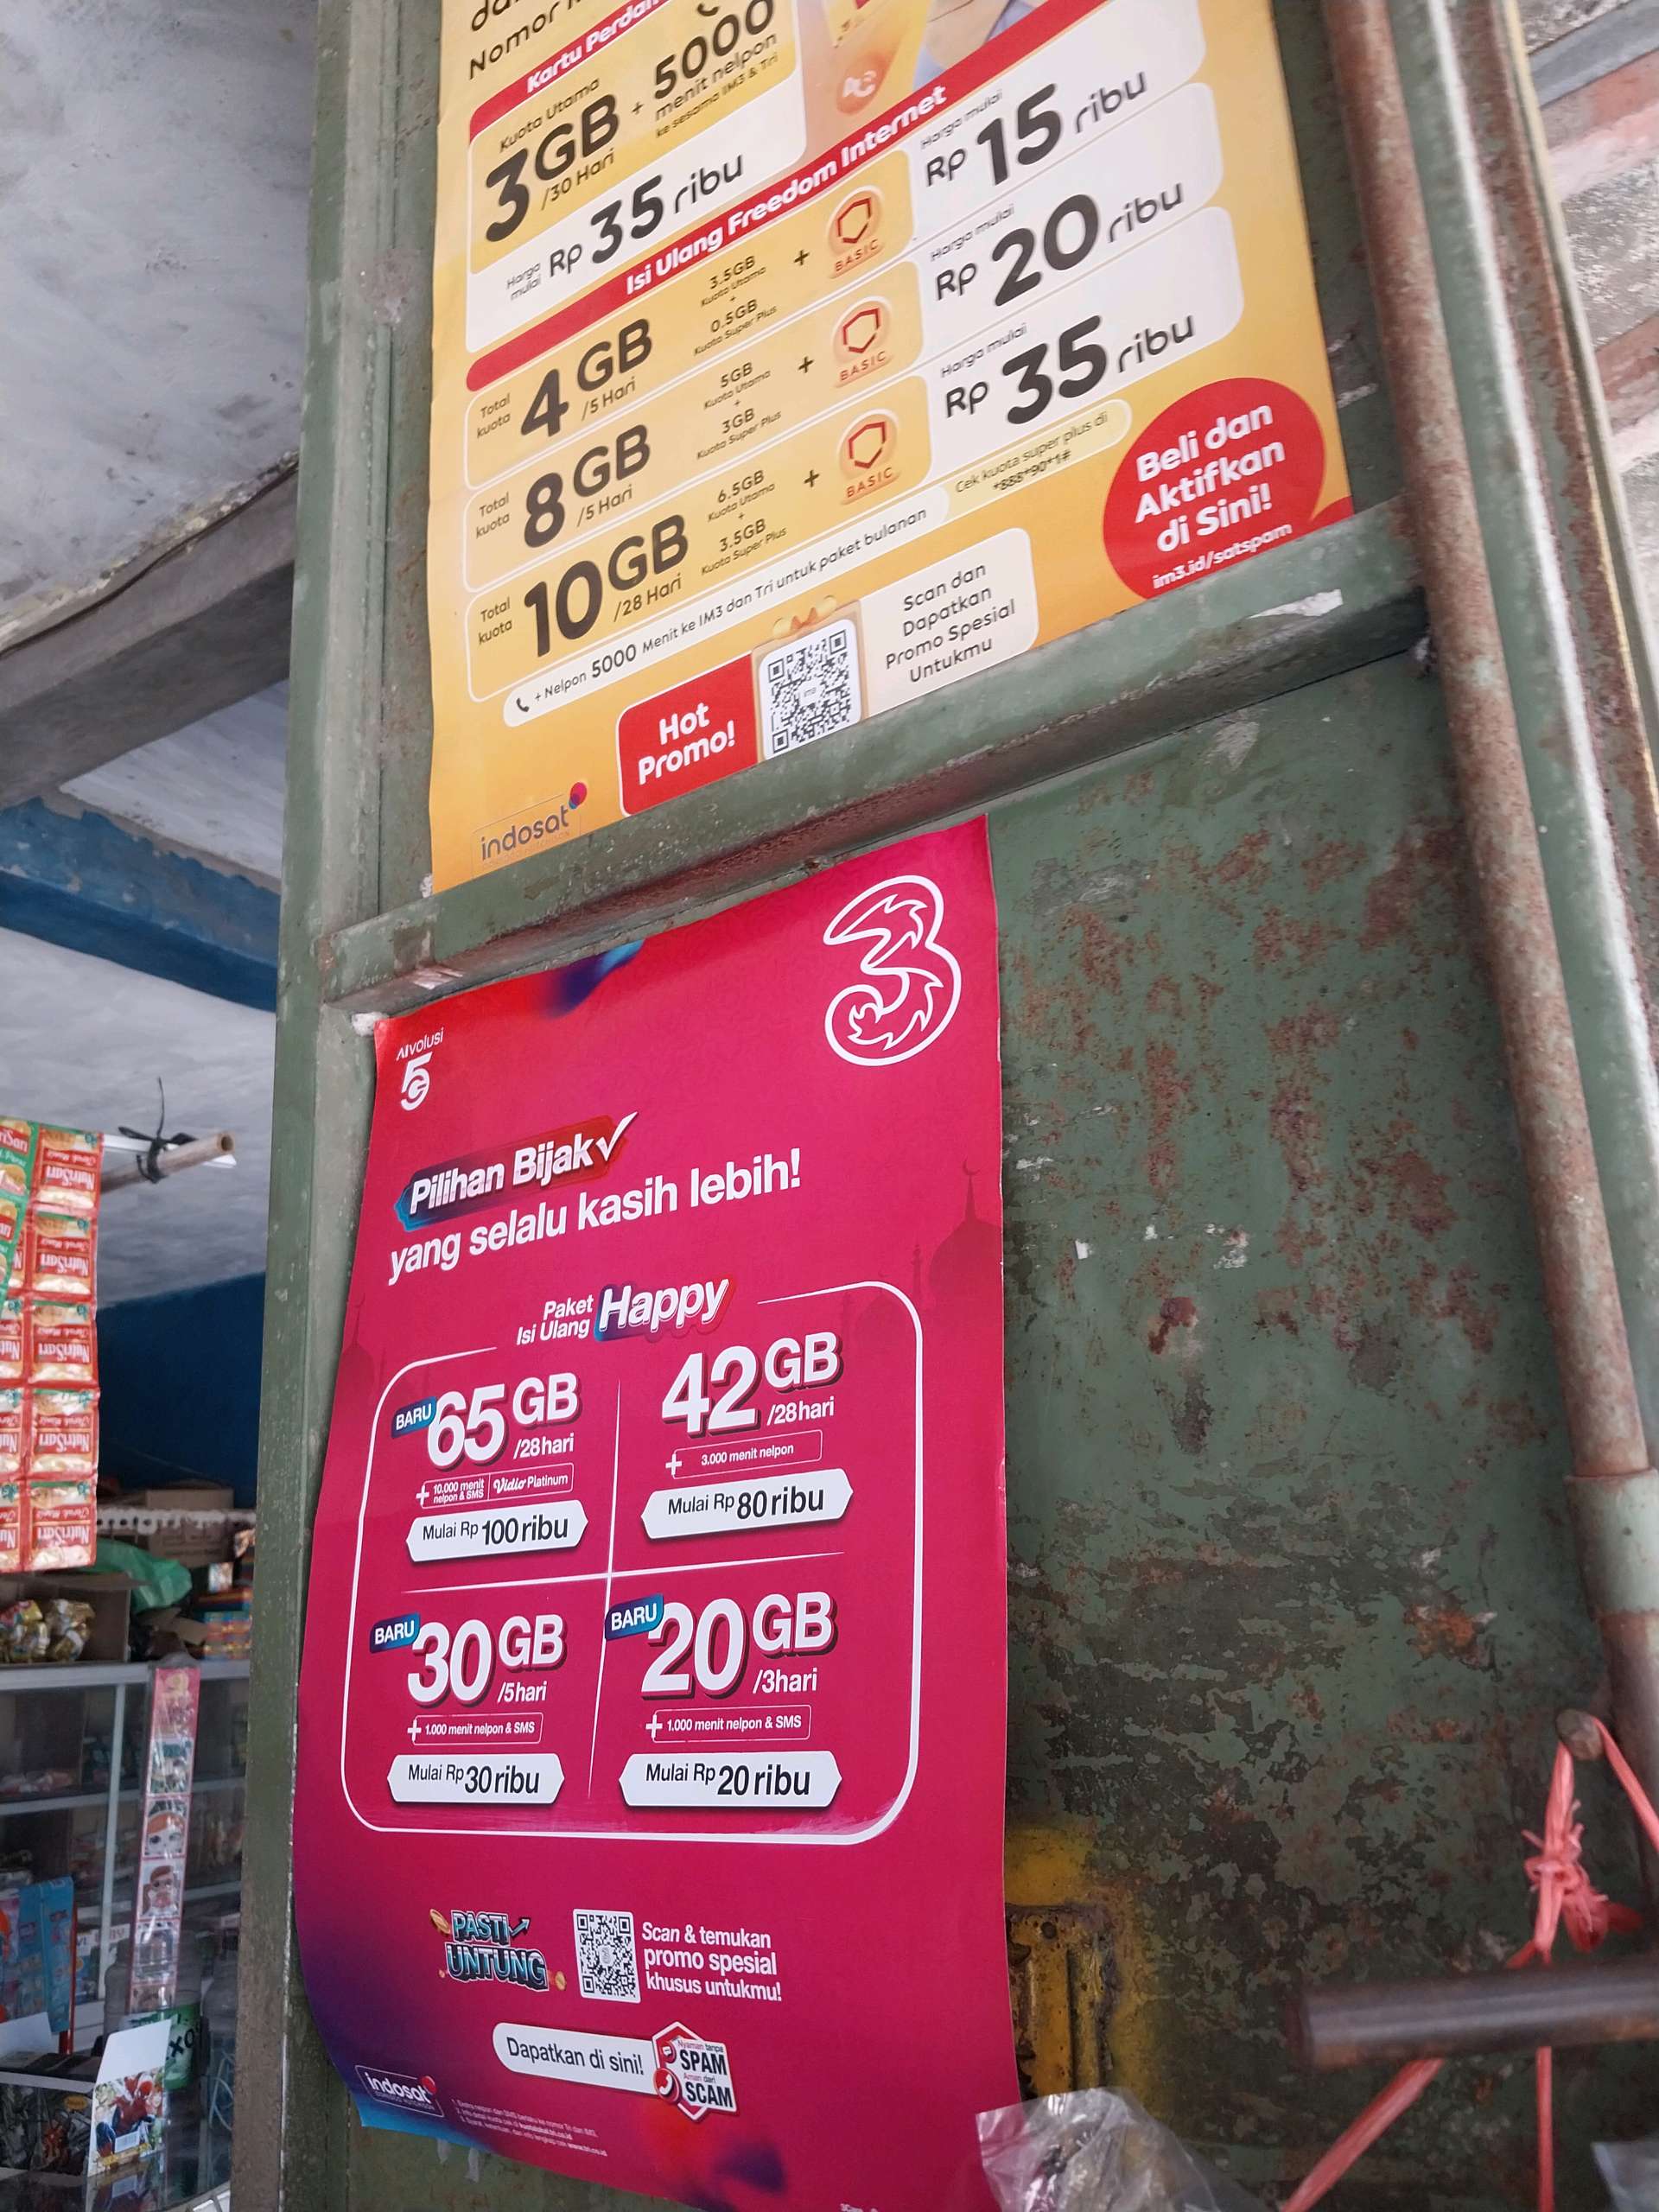 Nomor
Kartu Perdana
Kuota Utama
3GB + 5000
/30 Hari
menit nelpon
ke sesama IM3 & Tri
Harga mulai Rp 35 ribu
Isi Ulang Freedom Internet
Total kuota 4 GB /5 Hari
3.5GB
Kuota Utama
+
0.5GB
Kuota Super Plus
+ BASIC
Harga mulai
Rp 15 ribu
Total kuota 8 GB /5 Hari
5GB
Kuota Utama
+
3GB
Kuota Super Plus
+ BASIC
Harga mulai
Rp 20 ribu
Total kuota 10GB /28 Hari
6.5GB
Kuota Utama
+
3.5GB
Kuota Super Plus
+ BASIC
Harga mulai
Rp 35 ribu
+ Nelpon 5000 Menit ke IM3 dan Tri untuk paket bulanan
Cek kuota super plus di
*888*90*1#
Beli dan
Aktifkan
di Sini!
im3.id/satspam
Hot
Promo!
Scan dan
Dapatkan
Promo Spesial
Untukmu
indosat
3
AIvolusi
5G
Pilihan Bijak
yang selalu kasih lebih!
Paket
Isi Ulang Happy
BARU 65 GB
/28hari
+ 10.000 menit
nelpon & SMS
Vidio Platinum
Mulai Rp 100 ribu
42 GB
/28hari
+ 3.000 menit nelpon
Mulai Rp 80 ribu
BARU 30 GB
/5hari
+ 1.000 menit nelpon & SMS
Mulai Rp 30 ribu
BARU 20 GB
/3hari
+ 1.000 menit nelpon & SMS
Mulai Rp 20 ribu
PASTI
UNTUNG
Scan & temukan
promo spesial
khusus untukmu!
Dapatkan di sini!
Nyaman tanpa
SPAM
Aman dari
SCAM
indosat
NutriSari
NutriSari
NutriSari
NutriSari
NutriSari